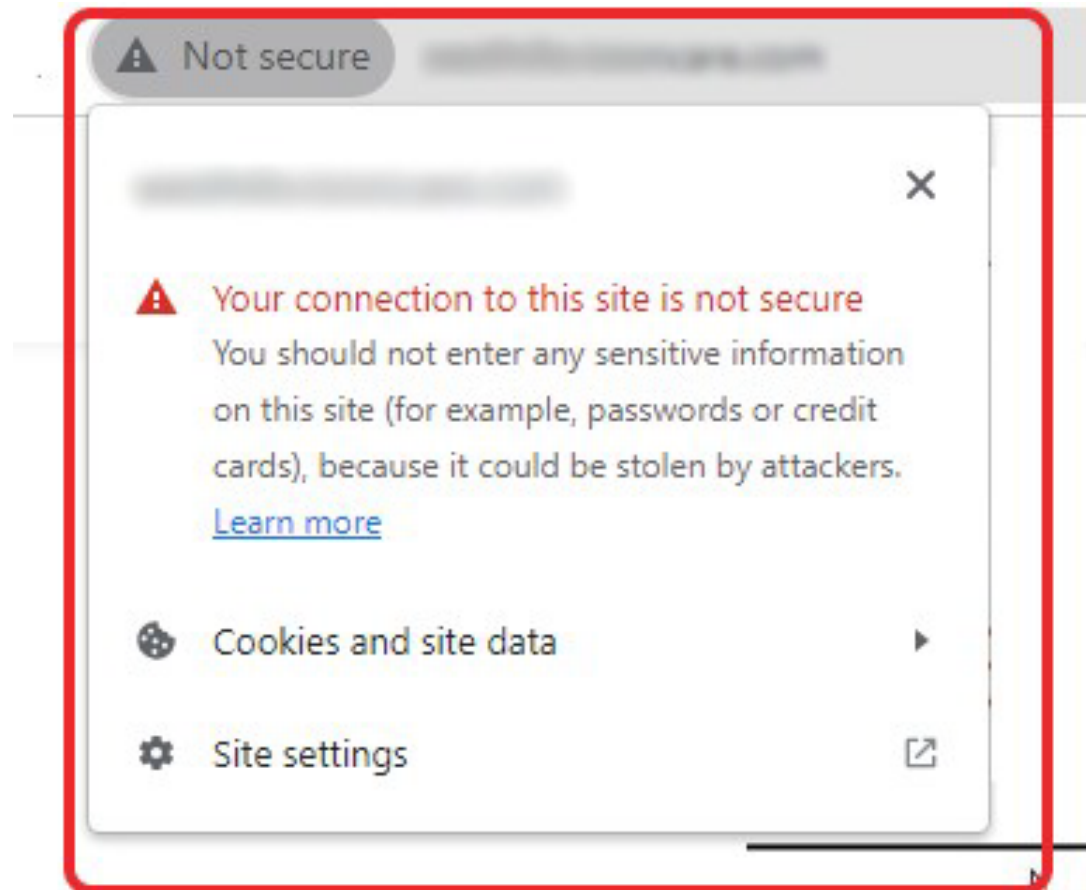 Not secure
Your connection to this site is not secure
You should not enter any sensitive information
on this site (for example, passwords or credit
cards), because it could be stolen by attackers.
Learn more
Cookies and site data
Site settings